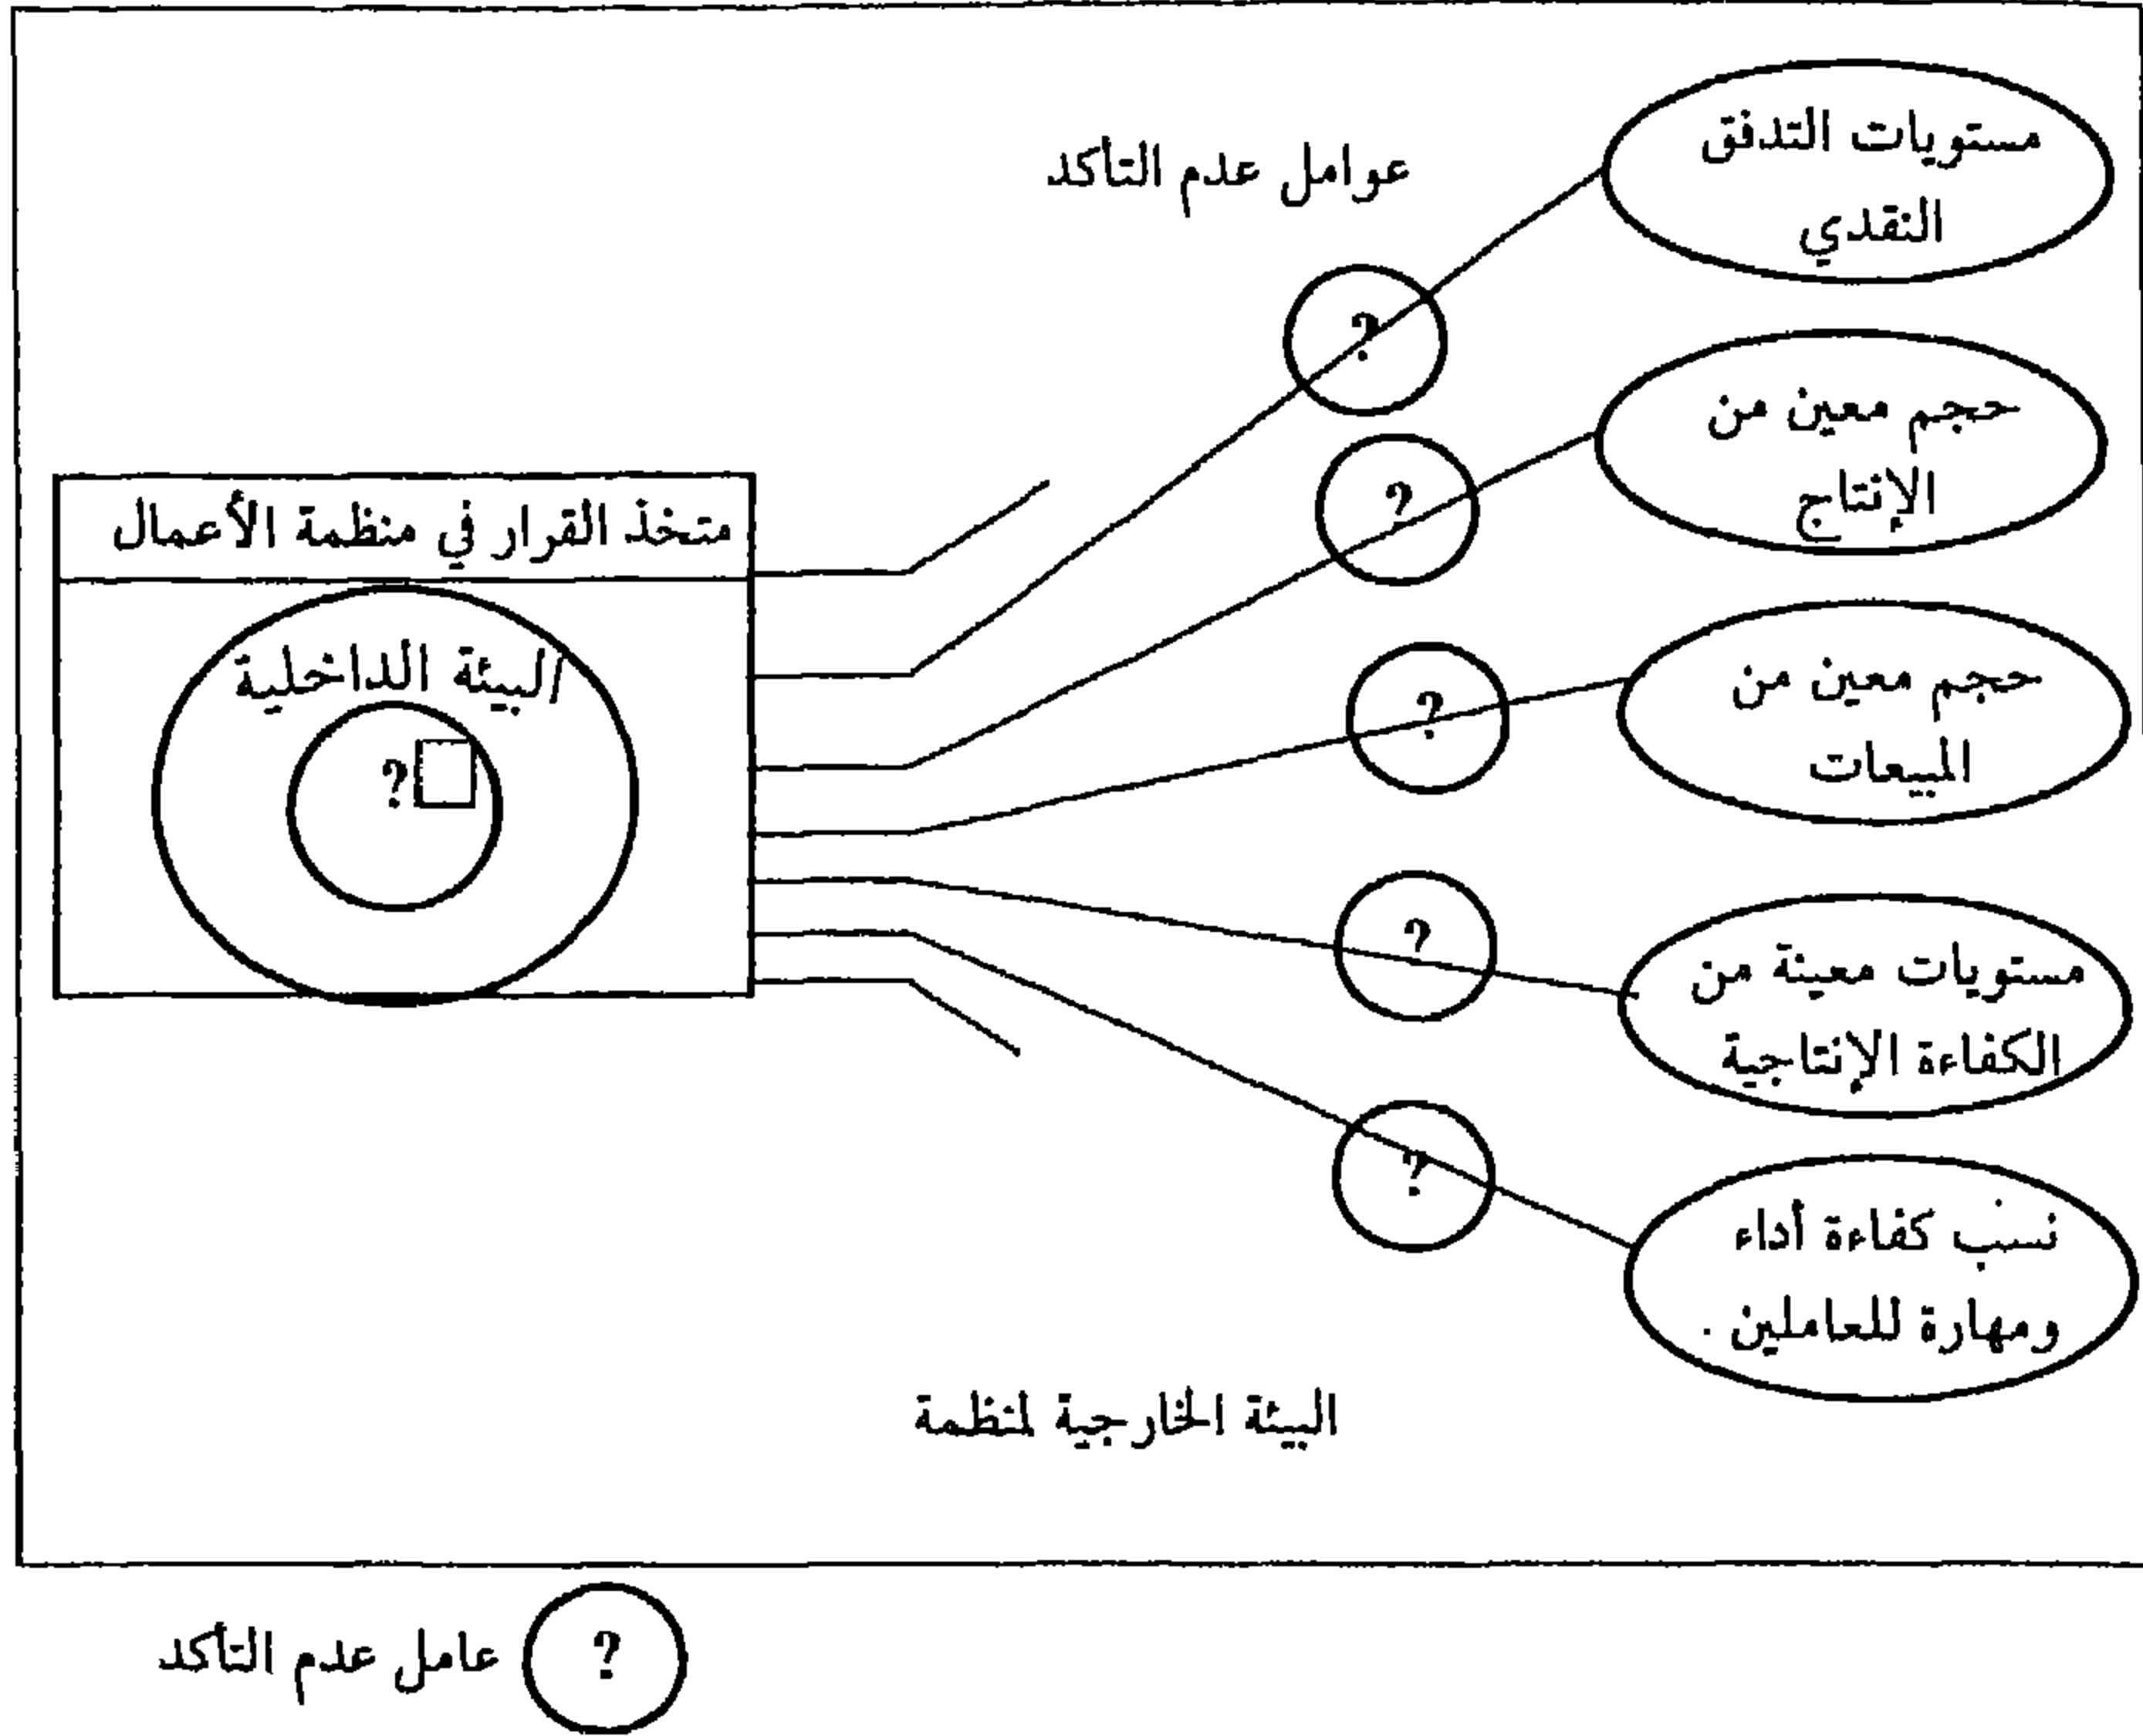 عوامل عدم التأكد
مستويات التدفق
النقدي
?
حجم معين من
الإنتاج
?
متخذ القرار في منظمة الأعمال
البيئة الداخلية
?
حجم معين من
المبيعات
?
مستويات معينة من
الكفاءة الإنتاجية
?
نسب كفاءة أداء
ومهارة للعاملين .
?
البيئة الخارجية لمنظمة
? عامل عدم التأكد